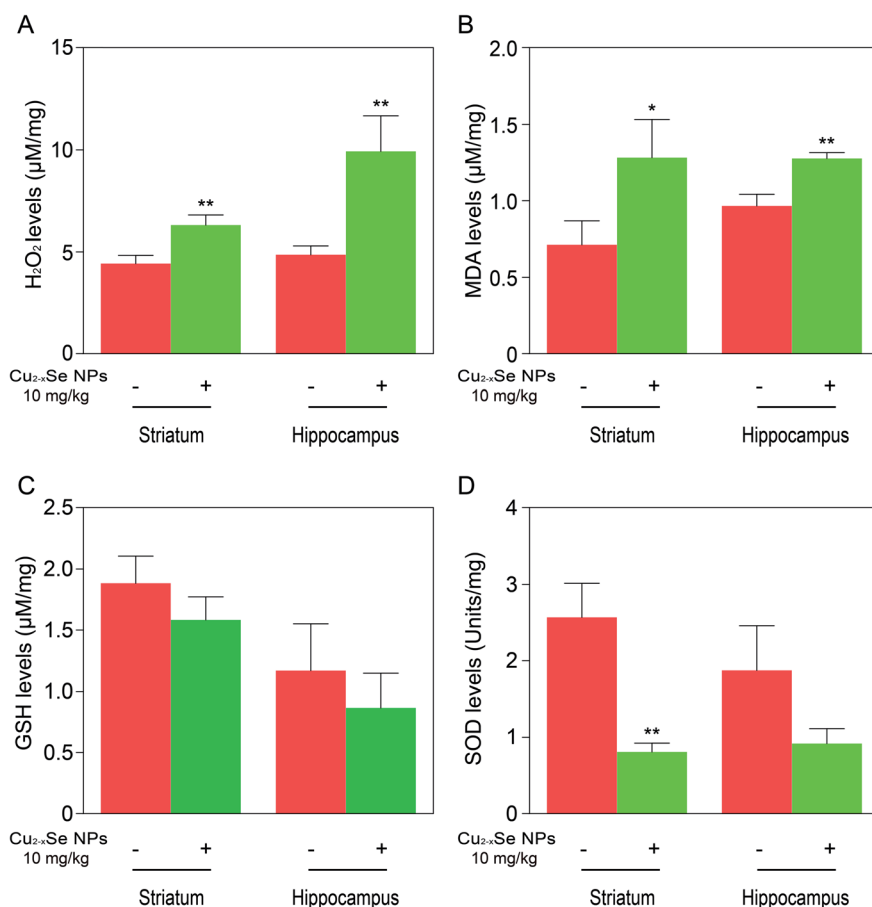 A
H₂O₂ levels (μM/mg)
15
10
5
0
**
**
Cu₂₋ₓSe NPs
10 mg/kg
- + - +
Striatum Hippocampus
B
MDA levels (μM/mg)
2.0
1.5
1.0
0.5
0
*
**
Cu₂₋ₓSe NPs
10 mg/kg
- + - +
Striatum Hippocampus
C
GSH levels (μM/mg)
2.5
2.0
1.5
1.0
0.5
0
Cu₂₋ₓSe NPs
10 mg/kg
- + - +
Striatum Hippocampus
D
SOD levels (Units/mg)
4
3
2
1
0
**
Cu₂₋ₓSe NPs
10 mg/kg
- + - +
Striatum Hippocampus